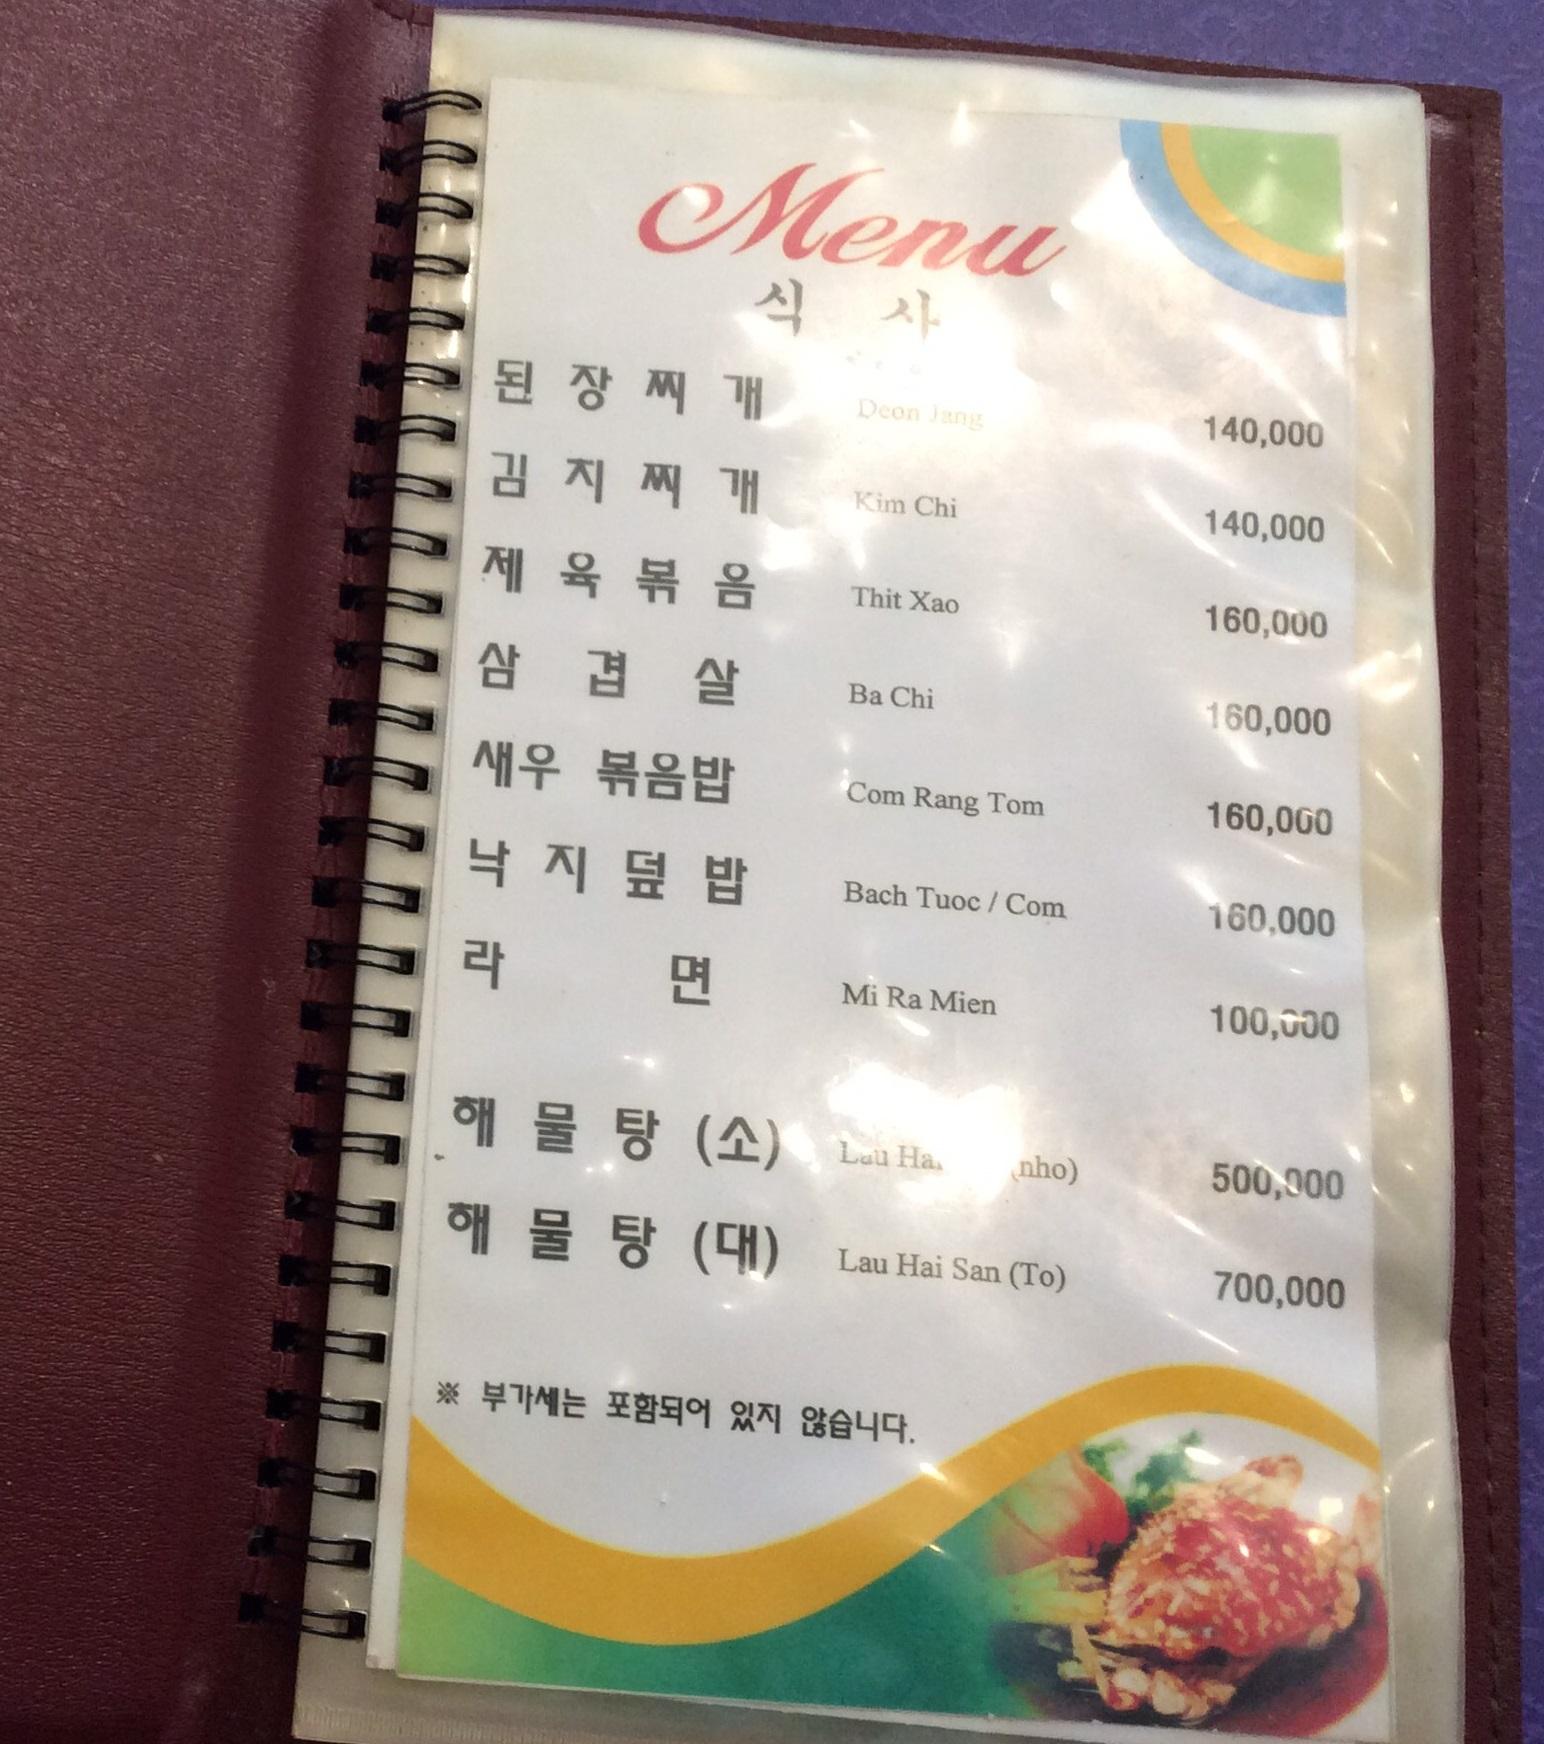 Menu
식 사
된 장 찌 개 Deon Jang 140,000
김 치 찌 개 Kim Chi 140,000
제 육 볶 음 Thit Xao 160,000
삼 겹 살 Ba Chi 160,000
새우 볶음밥 Com Rang Tom 160,000
낙 지 덮 밥 Bach Tuoc / Com 160,000
라 면 Mi Ra Mien 100,000
해 물 탕 (소) Lau (nho) 500,000
해 물 탕 (대) Lau Hai San (To) 700,000
※ 부가세는 포함되어 있지 않습니다.